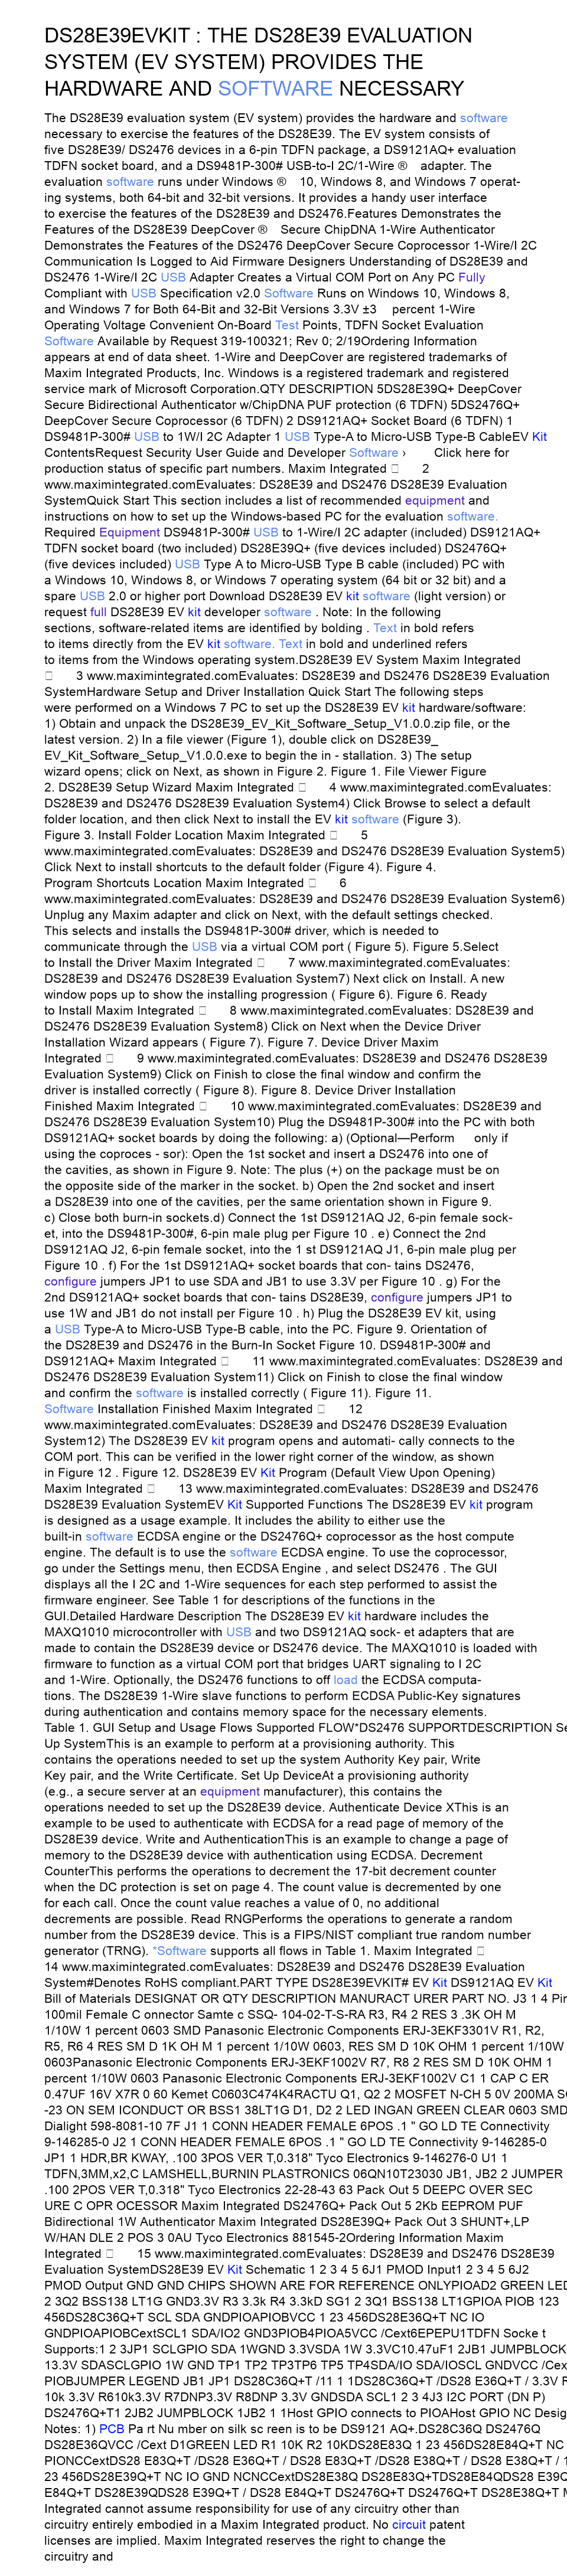 DS28E39EVKIT : THE DS28E39 EVALUATION
SYSTEM (EV SYSTEM) PROVIDES THE
HARDWARE AND SOFTWARE NECESSARY
The DS28E39 evaluation system (EV system) provides the hardware and software
necessary to exercise the features of the DS28E39. The EV system consists of
five DS28E39/ DS2476 devices in a 6-pin TDFN package, a DS9121AQ+ evaluation
TDFN socket board, and a DS9481P-300# USB-to-I 2C/1-Wire ® adapter. The
evaluation software runs under Windows ® 10, Windows 8, and Windows 7 operat-
ing systems, both 64-bit and 32-bit versions. It provides a handy user interface
to exercise the features of the DS28E39 and DS2476.Features Demonstrates the
Features of the DS28E39 DeepCover ® Secure ChipDNA 1-Wire Authenticator
Demonstrates the Features of the DS2476 DeepCover Secure Coprocessor 1-Wire/I 2C
Communication Is Logged to Aid Firmware Designers Understanding of DS28E39 and
DS2476 1-Wire/I 2C USB Adapter Creates a Virtual COM Port on Any PC Fully
Compliant with USB Specification v2.0 Software Runs on Windows 10, Windows 8,
and Windows 7 for Both 64-Bit and 32-Bit Versions 3.3V ±3 percent 1-Wire
Operating Voltage Convenient On-Board Test Points, TDFN Socket Evaluation
Software Available by Request 319-100321; Rev 0; 2/19Ordering Information
appears at end of data sheet. 1-Wire and DeepCover are registered trademarks of
Maxim Integrated Products, Inc. Windows is a registered trademark and registered
service mark of Microsoft Corporation.QTY DESCRIPTION 5DS28E39Q+ DeepCover
Secure Bidirectional Authenticator w/ChipDNA PUF protection (6 TDFN) 5DS2476Q+
DeepCover Secure Coprocessor (6 TDFN) 2 DS9121AQ+ Socket Board (6 TDFN) 1
DS9481P-300# USB to 1W/I 2C Adapter 1 USB Type-A to Micro-USB Type-B CableEV Kit
ContentsRequest Security User Guide and Developer Software › Click here for
production status of specific part numbers. Maxim Integrated │ 2
www.maximintegrated.comEvaluates: DS28E39 and DS2476 DS28E39 Evaluation
SystemQuick Start This section includes a list of recommended equipment and
instructions on how to set up the Windows-based PC for the evaluation software.
Required Equipment DS9481P-300# USB to 1-Wire/I 2C adapter (included) DS9121AQ+
TDFN socket board (two included) DS28E39Q+ (five devices included) DS2476Q+
(five devices included) USB Type A to Micro-USB Type B cable (included) PC with
a Windows 10, Windows 8, or Windows 7 operating system (64 bit or 32 bit) and a
spare USB 2.0 or higher port Download DS28E39 EV kit software (light version) or
request full DS28E39 EV kit developer software . Note: In the following
sections, software-related items are identified by bolding . Text in bold refers
to items directly from the EV kit software. Text in bold and underlined refers
to items from the Windows operating system.DS28E39 EV System Maxim Integrated
│ 3 www.maximintegrated.comEvaluates: DS28E39 and DS2476 DS28E39 Evaluation
SystemHardware Setup and Driver Installation Quick Start The following steps
were performed on a Windows 7 PC to set up the DS28E39 EV kit hardware/software:
1) Obtain and unpack the DS28E39_EV_Kit_Software_Setup_V1.0.0.zip file, or the
latest version. 2) In a file viewer (Figure 1), double click on DS28E39_
EV_Kit_Software_Setup_V1.0.0.exe to begin the in - stallation. 3) The setup
wizard opens; click on Next, as shown in Figure 2. Figure 1. File Viewer Figure
2. DS28E39 Setup Wizard Maxim Integrated │ 4 www.maximintegrated.comEvaluates:
DS28E39 and DS2476 DS28E39 Evaluation System4) Click Browse to select a default
folder location, and then click Next to install the EV kit software (Figure 3).
Figure 3. Install Folder Location Maxim Integrated │ 5
www.maximintegrated.comEvaluates: DS28E39 and DS2476 DS28E39 Evaluation System5)
Click Next to install shortcuts to the default folder (Figure 4). Figure 4.
Program Shortcuts Location Maxim Integrated │ 6
www.maximintegrated.comEvaluates: DS28E39 and DS2476 DS28E39 Evaluation System6)
Unplug any Maxim adapter and click on Next, with the default settings checked.
This selects and installs the DS9481P-300# driver, which is needed to
communicate through the USB via a virtual COM port ( Figure 5). Figure 5.Select
to Install the Driver Maxim Integrated │ 7 www.maximintegrated.comEvaluates:
DS28E39 and DS2476 DS28E39 Evaluation System7) Next click on Install. A new
window pops up to show the installing progression ( Figure 6). Figure 6. Ready
to Install Maxim Integrated │ 8 www.maximintegrated.comEvaluates: DS28E39 and
DS2476 DS28E39 Evaluation System8) Click on Next when the Device Driver
Installation Wizard appears ( Figure 7). Figure 7. Device Driver Maxim
Integrated │ 9 www.maximintegrated.comEvaluates: DS28E39 and DS2476 DS28E39
Evaluation System9) Click on Finish to close the final window and confirm the
driver is installed correctly ( Figure 8). Figure 8. Device Driver Installation
Finished Maxim Integrated │ 10 www.maximintegrated.comEvaluates: DS28E39 and
DS2476 DS28E39 Evaluation System10) Plug the DS9481P-300# into the PC with both
DS9121AQ+ socket boards by doing the following: a) (Optional—Perform only if
using the coproces - sor): Open the 1st socket and insert a DS2476 into one of
the cavities, as shown in Figure 9. Note: The plus (+) on the package must be on
the opposite side of the marker in the socket. b) Open the 2nd socket and insert
a DS28E39 into one of the cavities, per the same orientation shown in Figure 9.
c) Close both burn-in sockets.d) Connect the 1st DS9121AQ J2, 6-pin female sock-
et, into the DS9481P-300#, 6-pin male plug per Figure 10 . e) Connect the 2nd
DS9121AQ J2, 6-pin female socket, into the 1 st DS9121AQ J1, 6-pin male plug per
Figure 10 . f) For the 1st DS9121AQ+ socket boards that con- tains DS2476,
configure jumpers JP1 to use SDA and JB1 to use 3.3V per Figure 10 . g) For the
2nd DS9121AQ+ socket boards that con- tains DS28E39, configure jumpers JP1 to
use 1W and JB1 do not install per Figure 10 . h) Plug the DS28E39 EV kit, using
a USB Type-A to Micro-USB Type-B cable, into the PC. Figure 9. Orientation of
the DS28E39 and DS2476 in the Burn-In Socket Figure 10. DS9481P-300# and
DS9121AQ+ Maxim Integrated │ 11 www.maximintegrated.comEvaluates: DS28E39 and
DS2476 DS28E39 Evaluation System11) Click on Finish to close the final window
and confirm the software is installed correctly ( Figure 11). Figure 11.
Software Installation Finished Maxim Integrated │ 12
www.maximintegrated.comEvaluates: DS28E39 and DS2476 DS28E39 Evaluation
System12) The DS28E39 EV kit program opens and automati- cally connects to the
COM port. This can be verified in the lower right corner of the window, as shown
in Figure 12 . Figure 12. DS28E39 EV Kit Program (Default View Upon Opening)
Maxim Integrated │ 13 www.maximintegrated.comEvaluates: DS28E39 and DS2476
DS28E39 Evaluation SystemEV Kit Supported Functions The DS28E39 EV kit program
is designed as a usage example. It includes the ability to either use the
built-in software ECDSA engine or the DS2476Q+ coprocessor as the host compute
engine. The default is to use the software ECDSA engine. To use the coprocessor,
go under the Settings menu, then ECDSA Engine , and select DS2476 . The GUI
displays all the I 2C and 1-Wire sequences for each step performed to assist the
firmware engineer. See Table 1 for descriptions of the functions in the
GUI.Detailed Hardware Description The DS28E39 EV kit hardware includes the
MAXQ1010 microcontroller with USB and two DS9121AQ sock- et adapters that are
made to contain the DS28E39 device or DS2476 device. The MAXQ1010 is loaded with
firmware to function as a virtual COM port that bridges UART signaling to I 2C
and 1-Wire. Optionally, the DS2476 functions to off load the ECDSA computa-
tions. The DS28E39 1-Wire slave functions to perform ECDSA Public-Key signatures
during authentication and contains memory space for the necessary elements.
Table 1. GUI Setup and Usage Flows Supported FLOW*DS2476 SUPPORTDESCRIPTION Se
Up SystemThis is an example to perform at a provisioning authority. This
contains the operations needed to set up the system Authority Key pair, Write
Key pair, and the Write Certificate. Set Up DeviceAt a provisioning authority
(e.g., a secure server at an equipment manufacturer), this contains the
operations needed to set up the DS28E39 device. Authenticate Device XThis is an
example to be used to authenticate with ECDSA for a read page of memory of the
DS28E39 device. Write and AuthenticationThis is an example to change a page of
memory to the DS28E39 device with authentication using ECDSA. Decrement
CounterThis performs the operations to decrement the 17-bit decrement counter
when the DC protection is set on page 4. The count value is decremented by one
for each call. Once the count value reaches a value of 0, no additional
decrements are possible. Read RNGPerforms the operations to generate a random
number from the DS28E39 device. This is a FIPS/NIST compliant true random number
generator (TRNG). *Software supports all flows in Table 1. Maxim Integrated │
14 www.maximintegrated.comEvaluates: DS28E39 and DS2476 DS28E39 Evaluation
System#Denotes RoHS compliant.PART TYPE DS28E39EVKIT# EV Kit DS9121AQ EV Kit
Bill of Materials DESIGNAT OR QTY DESCRIPTION MANURACT URER PART NO. J3 1 4 Pin
100mil Female C onnector Samte c SSQ- 104-02-T-S-RA R3, R4 2 RES 3 .3K OH M
1/10W 1 percent 0603 SMD Panasonic Electronic Components ERJ-3EKF3301V R1, R2,
R5, R6 4 RES SM D 1K OH M 1 percent 1/10W 0603, RES SM D 10K OHM 1 percent 1/10W
0603Panasonic Electronic Components ERJ-3EKF1002V R7, R8 2 RES SM D 10K OHM 1
percent 1/10W 0603 Panasonic Electronic Components ERJ-3EKF1002V C1 1 CAP C ER
0.47UF 16V X7R 0 60 Kemet C0603C474K4RACTU Q1, Q2 2 MOSFET N-CH 5 0V 200MA S
-23 ON SEM ICONDUCT OR BSS1 38LT1G D1, D2 2 LED INGAN GREEN CLEAR 0603 SMD
Dialight 598-8081-10 7F J1 1 CONN HEADER FEMALE 6POS .1 " GO LD TE Connectivity
9-146285-0 J2 1 CONN HEADER FEMALE 6POS .1 " GO LD TE Connectivity 9-146285-0
JP1 1 HDR,BR KWAY, .100 3POS VER T,0.318" Tyco Electronics 9-146276-0 U1 1
TDFN,3MM,x2,C LAMSHELL,BURNIN PLASTRONICS 06QN10T23030 JB1, JB2 2 JUMPER
.100 2POS VER T,0.318" Tyco Electronics 22-28-43 63 Pack Out 5 DEEPC OVER SEC
URE C OPR OCESSOR Maxim Integrated DS2476Q+ Pack Out 5 2Kb EEPROM PUF
Bidirectional 1W Authenticator Maxim Integrated DS28E39Q+ Pack Out 3 SHUNT+,LP
W/HAN DLE 2 POS 3 0AU Tyco Electronics 881545-2Ordering Information Maxim
Integrated │ 15 www.maximintegrated.comEvaluates: DS28E39 and DS2476 DS28E39
Evaluation SystemDS28E39 EV Kit Schematic 1 2 3 4 5 6J1 PMOD Input1 2 3 4 5 6J2
PMOD Output GND GND CHIPS SHOWN ARE FOR REFERENCE ONLYPIOAD2 GREEN LED
2 3Q2 BSS138 LT1G GND3.3V R3 3.3k R4 3.3kD SG1 2 3Q1 BSS138 LT1GPIOA PIOB 123
456DS28C36Q+T SCL SDA GNDPIOAPIOBVCC 1 23 456DS28E36Q+T NC IO
GNDPIOAPIOBCextSCL1 SDA/IO2 GND3PIOB4PIOA5VCC /Cext6EPEPU1TDFN Socke t
Supports:1 2 3JP1 SCLGPIO SDA 1WGND 3.3VSDA 1W 3.3VC10.47uF1 2JB1 JUMPBLOCK
13.3V SDASCLGPIO 1W GND TP1 TP2 TP3TP6 TP5 TP4SDA/IO SDA/IOSCL GNDVCC /Cex
PIOBJUMPER LEGEND JB1 JP1 DS28C36Q+T /11 1 1DS28C36Q+T /DS28 E36Q+T / 3.3V R
10k 3.3V R610k3.3V R7DNP3.3V R8DNP 3.3V GNDSDA SCL1 2 3 4J3 I2C PORT (DN P)
DS2476Q+T1 2JB2 JUMPBLOCK 1JB2 1 1Host GPIO connects to PIOAHost GPIO NC Desig
Notes: 1) PCB Pa rt Nu mber on silk sc reen is to be DS9121 AQ+.DS28C36Q DS2476Q
DS28E36QVCC /Cext D1GREEN LED R1 10K R2 10KDS28E83Q 1 23 456DS28E84Q+T NC
PIONCCextDS28 E83Q+T /DS28 E36Q+T / DS28 E83Q+T /DS28 E38Q+T / DS28 E38Q+T / 1
23 456DS28E39Q+T NC IO GND NCNCCextDS28E38Q DS28E83Q+TDS28E84QDS28 E39Q
E84Q+T DS28E39QDS28 E39Q+T / DS28 E84Q+T DS2476Q+T DS2476Q+T DS28E38Q+T
Integrated cannot assume responsibility for use of any circuitry other than
circuitry entirely embodied in a Maxim Integrated product. No circuit patent
licenses are implied. Maxim Integrated reserves the right to change the
circuitry and